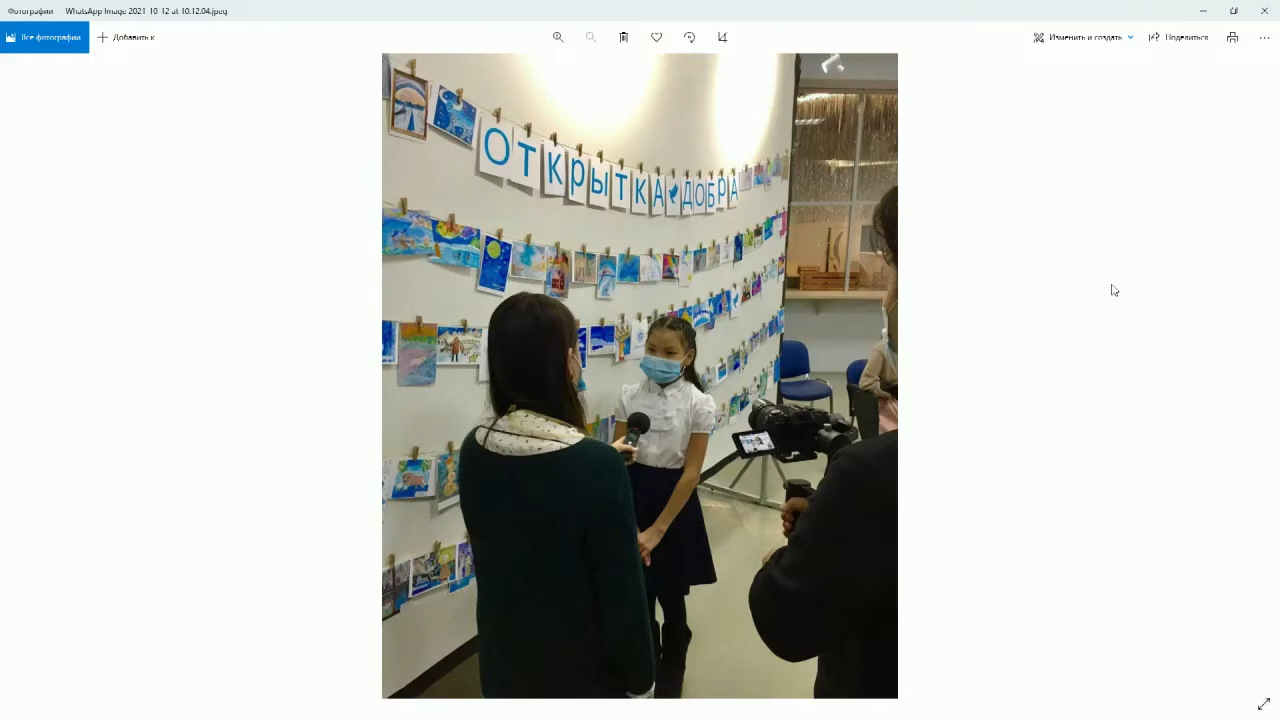 Фотографии WhatsApp Image 2021-10-12 at 10.12.04.jpeg
Все фотографии Добавить к Изменить и создать Поделиться
ОТКРЫТКА ДОБРА